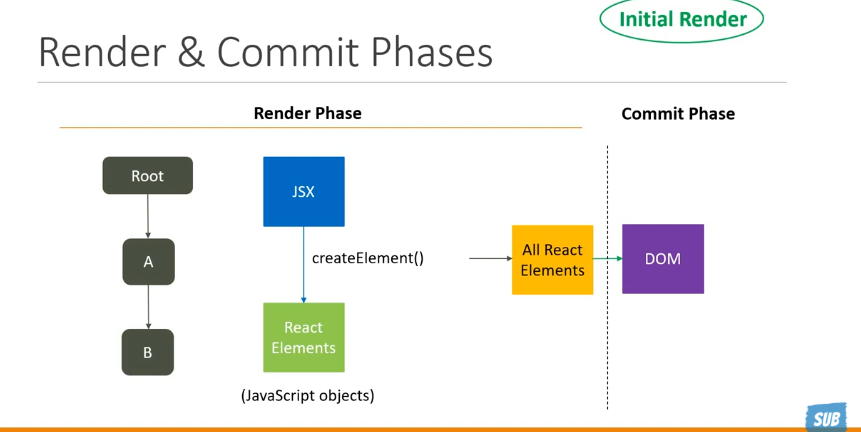 Initial Render
Render & Commit Phases
Render Phase
Commit Phase
Root
JSX
A
createElement()
All React
Elements
DOM
B
React
Elements
(JavaScript objects)
SUB